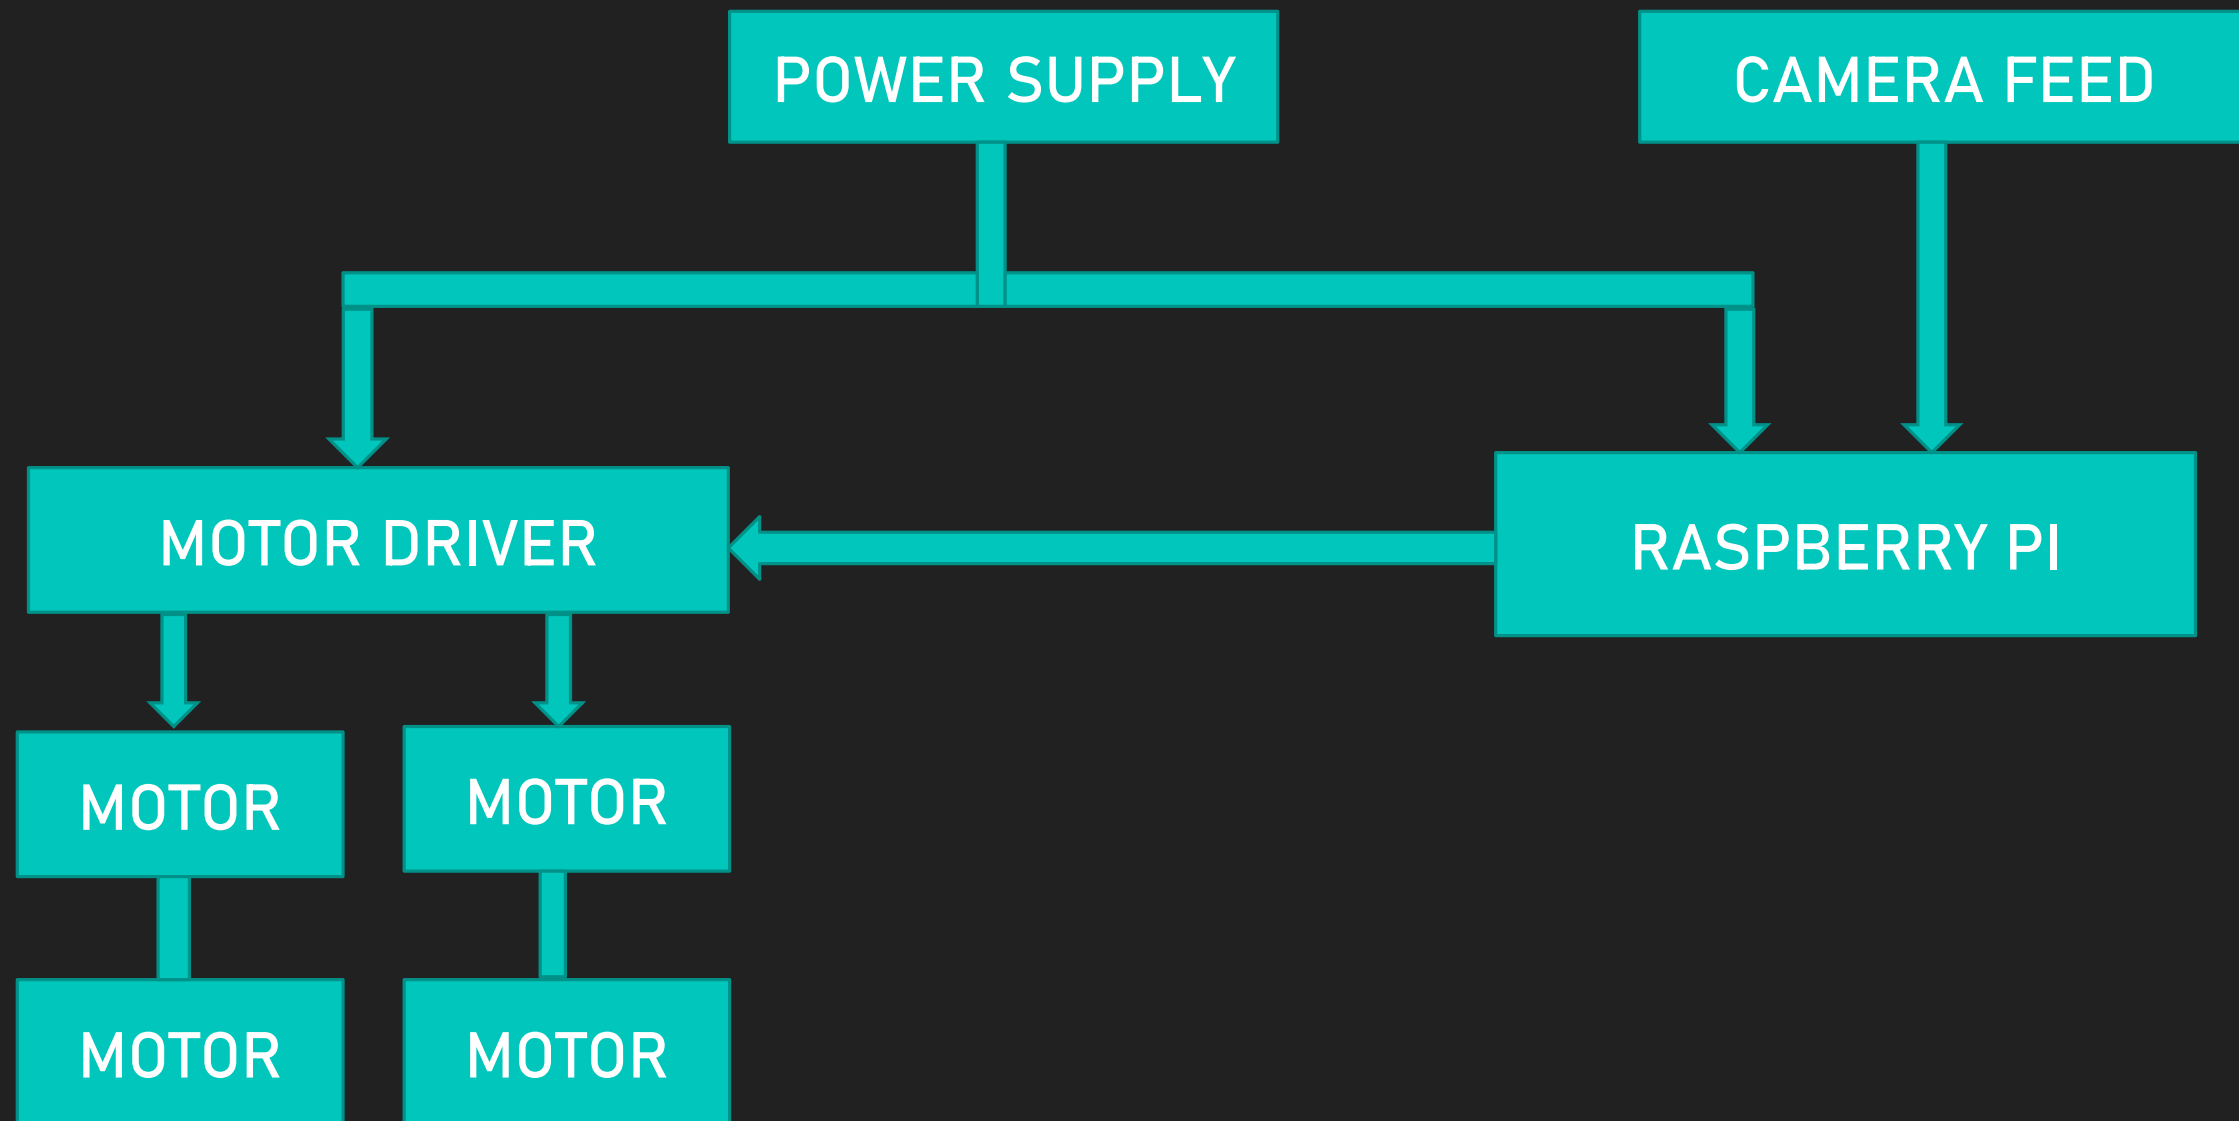 POWER SUPPLY
CAMERA FEED
MOTOR DRIVER
RASPBERRY PI
MOTOR
MOTOR
MOTOR
MOTOR